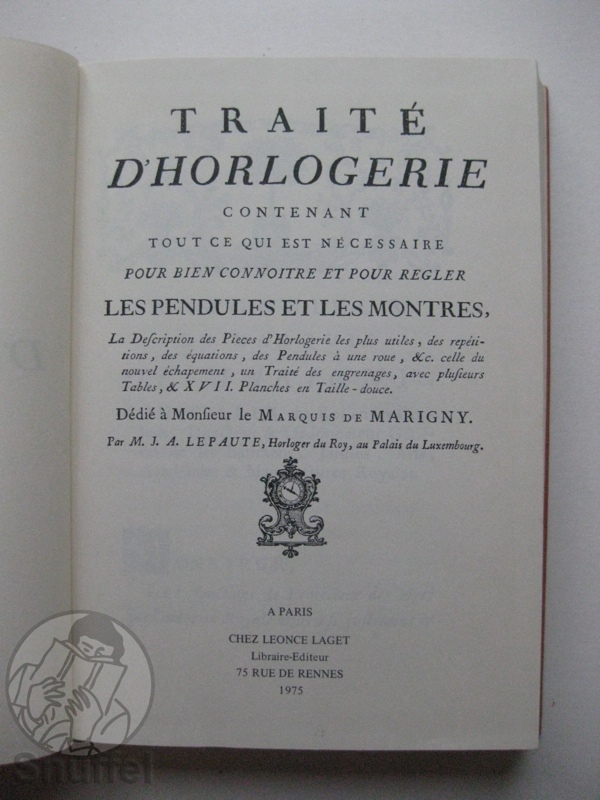 TRAITÉ
D'HORLOGERIE
CONTENANT
TOUT CE QUI EST NÉCESSAIRE
POUR BIEN CONNOITRE ET POUR REGLER
LES PENDULES ET LES MONTRES,
La Deſcription des Pieces d'Horlogerie les plus utiles, des repéti-
tions, des équations, des Pendules à une roue, &c. celle du
nouvel échapement, un Traité des engrenages, avec pluſieurs
Tables, & XVII. Planches en Taille-douce.
Dédié à Monſieur le MARQUIS DE MARIGNY.
Par M. J. A. LEPAUTE, Horloger du Roy, au Palais du Luxembourg.
A PARIS
CHEZ LEONCE LAGET
Libraire-Editeur
75 RUE DE RENNES
1975
Snuffel